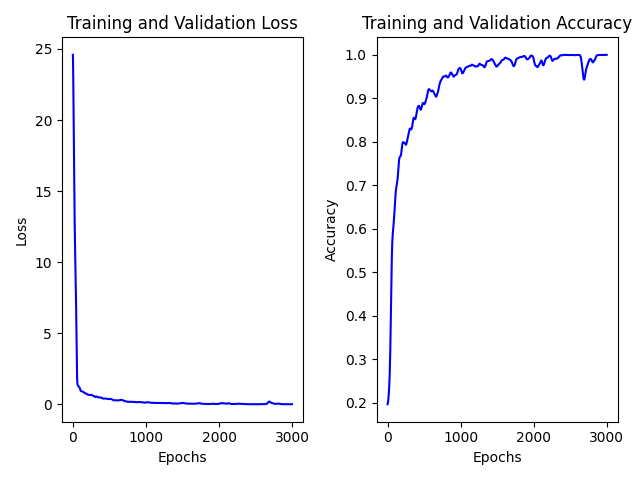 Training and Validation Loss
25
20
15
10
5
0
Loss
0 1000 2000 3000
Epochs
Training and Validation Accuracy
1.0
0.9
0.8
0.7
0.6
0.5
0.4
0.3
0.2
Accuracy
0 1000 2000 3000
Epochs